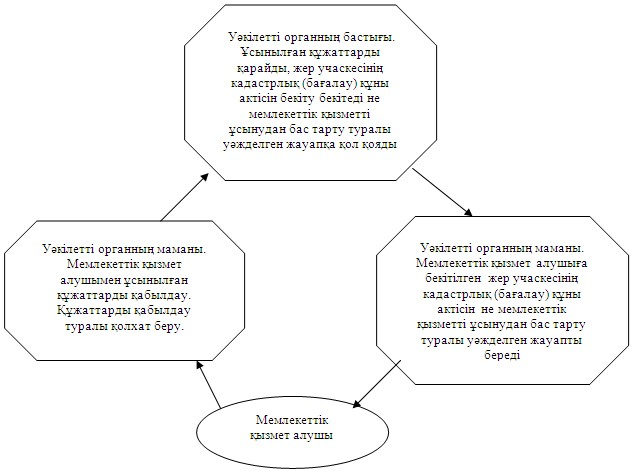 Уәкілетті органның бастығы.
Ұсынылған құжаттарды
қарайды, жер учаскесінің
кадастрлық (бағалау) құны
актісін бекіту бекітеді не
мемлекеттік қызметті
ұсынудан бас тарту туралы
уәжделген жауапқа қол қояды
Уәкілетті органның маманы.
Мемлекеттік қызмет
алушымен ұсынылған
құжаттарды қабылдау.
Құжаттарды қабылдау
туралы қолхат беру.
Уәкілетті органның маманы.
Мемлекеттік қызмет алушыға
бекітілген жер учаскесінің
кадастрлық (бағалау) құны
актісін не мемлекеттік
қызметті ұсынудан бас тарту
туралы уәжделген жауапты
береді
Мемлекеттік
қызмет алушы